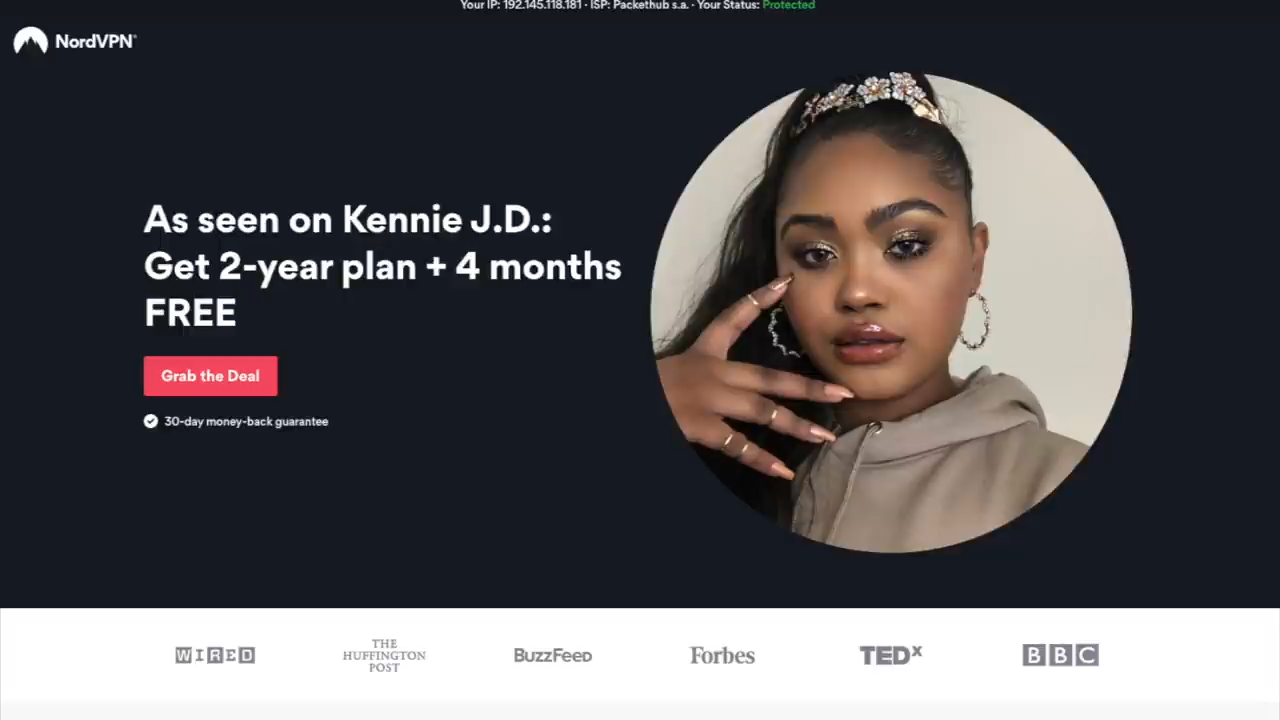 Your IP: 192.145.118.181 · ISP: Packethub s.a. · Your Status: Protected
NordVPN®
As seen on Kennie J.D.:
Get 2-year plan + 4 months
FREE
Grab the Deal
30-day money-back guarantee
WIRED
THE
HUFFINGTON
POST
BuzzFeed
Forbes
TEDx
BBC